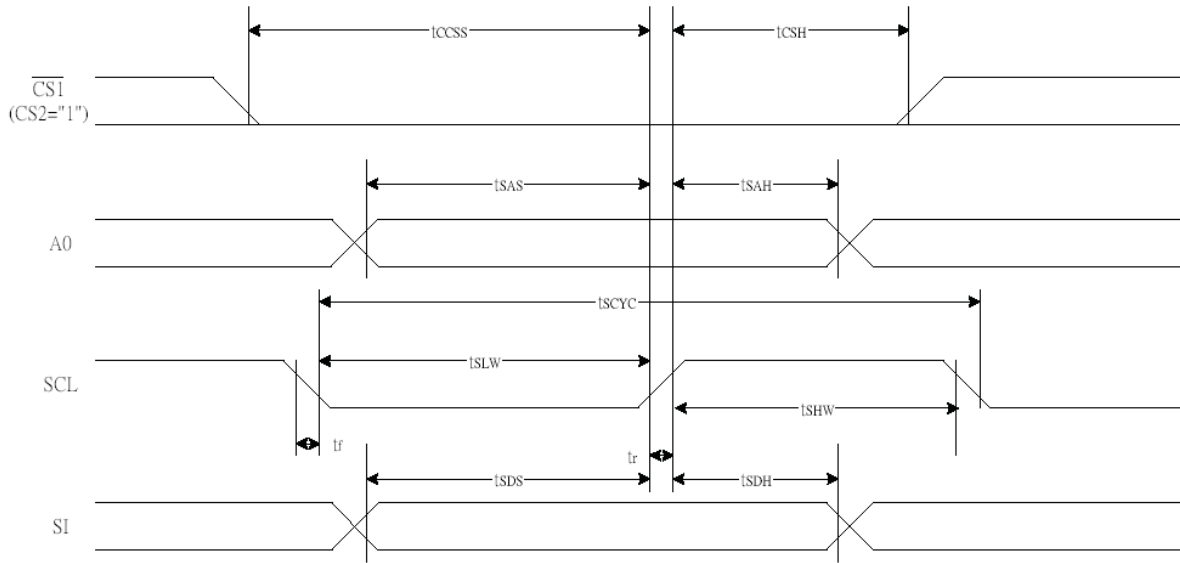 tCCSS
tCSH
CS1
(CS2="1")
tSAS
tSAH
A0
tSCYC
tSLW
SCL
tSHW
tf
tr
tSDS
tSDH
SI